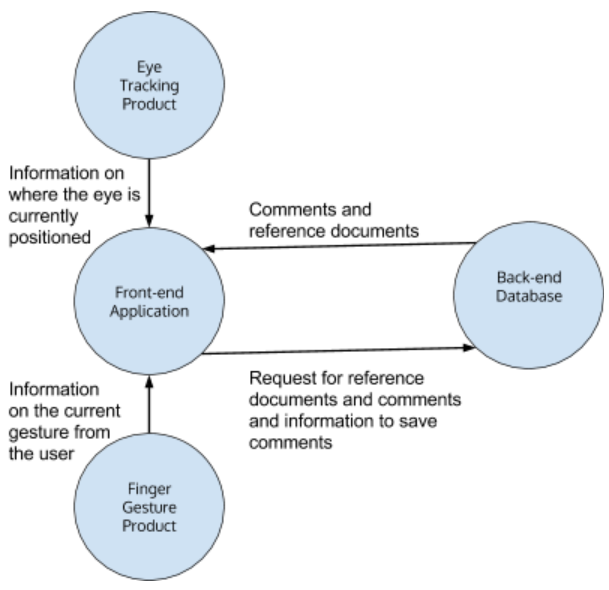 Eye
Tracking
Product
Information on
where the eye is
currently
positioned
Comments and
reference documents
Front-end
Application
Back-end
Database
Request for reference
documents and comments
and information to save
comments
Information
on the current
gesture from
the user
Finger
Gesture
Product